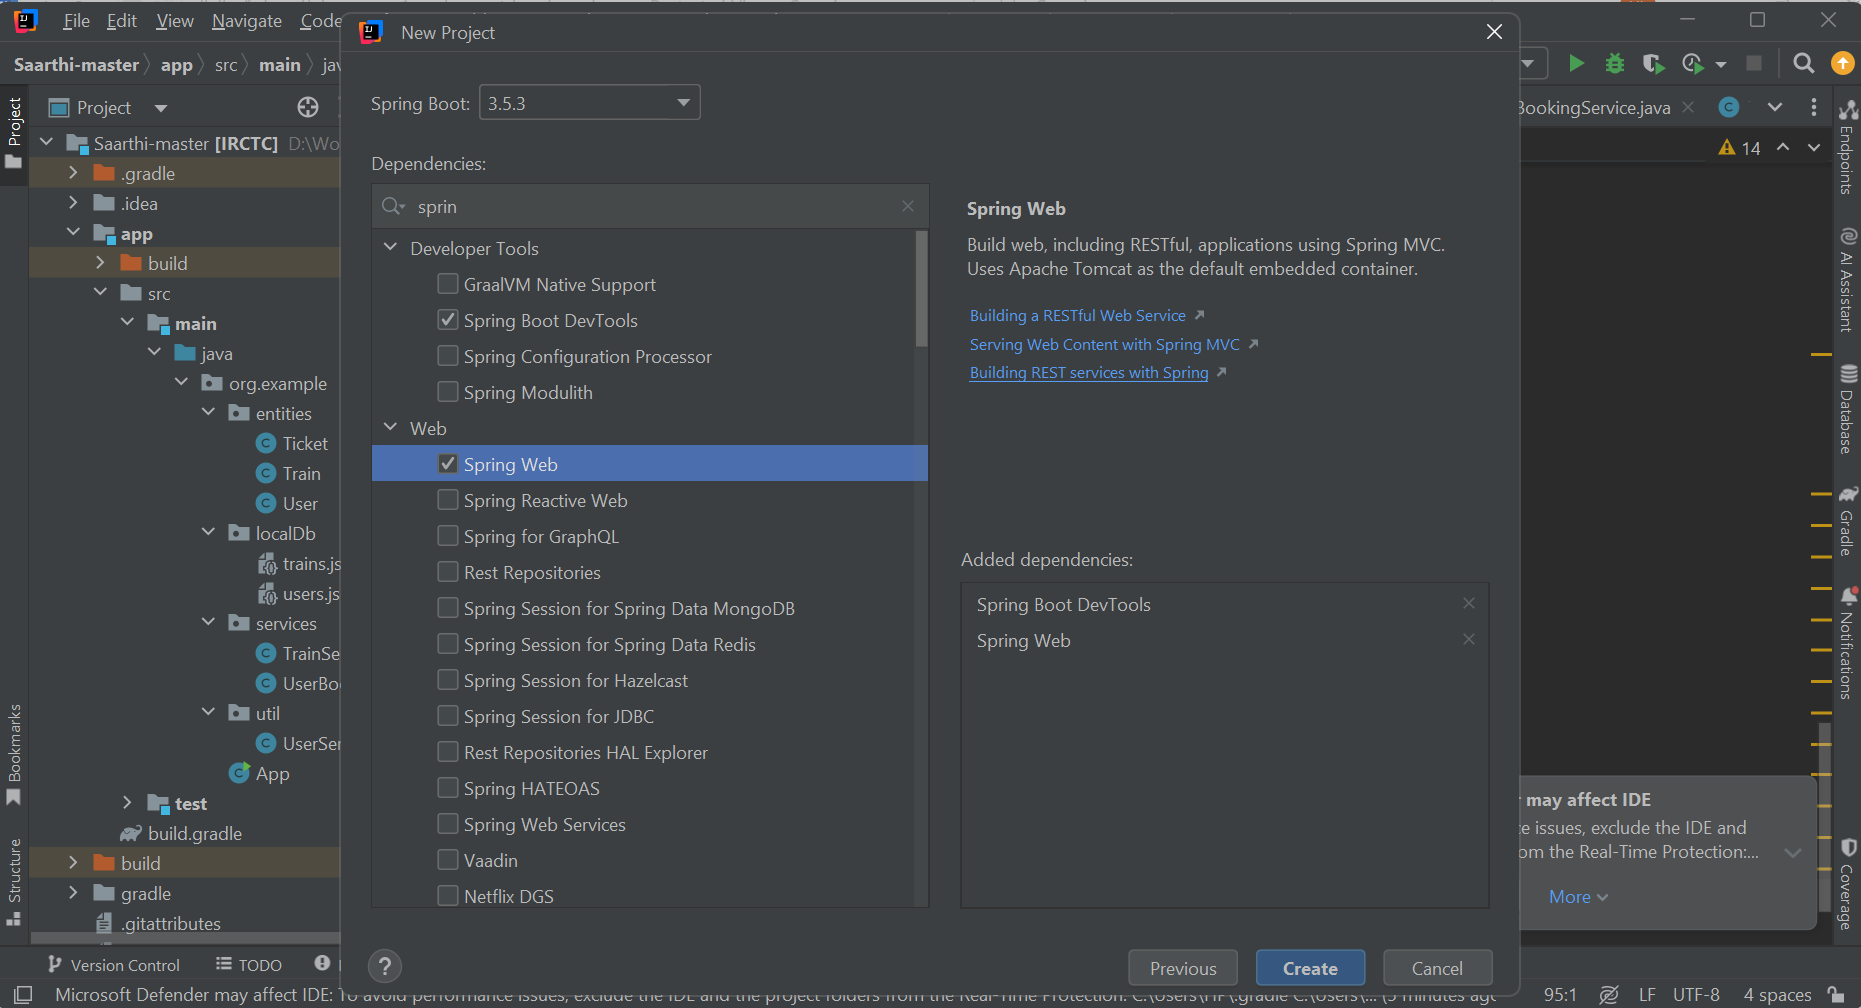 File Edit View Navigate Code
New Project
Saarthi-master app src main
Project
Saarthi-master [IRCTC] D:\Wo
.gradle
.idea
app
build
src
main
java
org.example
entities
Ticket
Train
User
localDb
trains.js
users.js
services
TrainSe
UserBo
util
UserSer
App
test
build.gradle
build
gradle
.gitattributes
Project
Bookmarks
Structure
Spring Boot: 3.5.3
Dependencies:
sprin
Developer Tools
GraalVM Native Support
Spring Boot DevTools
Spring Configuration Processor
Spring Modulith
Web
Spring Web
Spring Reactive Web
Spring for GraphQL
Rest Repositories
Spring Session for Spring Data MongoDB
Spring Session for Spring Data Redis
Spring Session for Hazelcast
Spring Session for JDBC
Rest Repositories HAL Explorer
Spring HATEOAS
Spring Web Services
Vaadin
Netflix DGS
Spring Web
Build web, including RESTful, applications using Spring MVC.
Uses Apache Tomcat as the default embedded container.
Building a RESTful Web Service
Serving Web Content with Spring MVC
Building REST services with Spring
Added dependencies:
Spring Boot DevTools
Spring Web
?
Previous Create Cancel
BookingService.java
14
Endpoints
AI Assistant
Database
Gradle
Notifications
Coverage
may affect IDE
ce issues, exclude the IDE and
om the Real-Time Protection:...
More
Version Control TODO
Microsoft Defender may affect IDE: To avoid performance issues, exclude the IDE and the project folders from the Real-Time Protection: C:\Users\HP\.gradle C:\Users\... (5 minutes ago
95:1 LF UTF-8 4 spaces